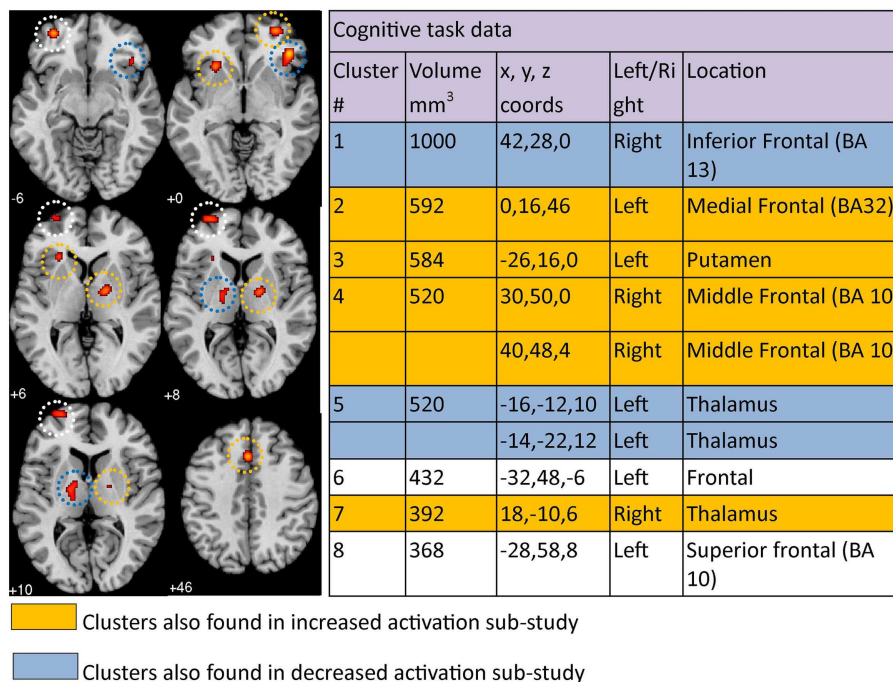 -6
+0
+6
+8
+10
+46
Cognitive task data
Cluster # Volume mm3 x, y, z coords Left/Ri ght Location
1 1000 42,28,0 Right Inferior Frontal (BA 13)
2 592 0,16,46 Left Medial Frontal (BA32)
3 584 -26,16,0 Left Putamen
4 520 30,50,0 Right Middle Frontal (BA 10
40,48,4 Right Middle Frontal (BA 10
5 520 -16,-12,10 Left Thalamus
-14,-22,12 Left Thalamus
6 432 -32,48,-6 Left Frontal
7 392 18,-10,6 Right Thalamus
8 368 -28,58,8 Left Superior frontal (BA 10)
Clusters also found in increased activation sub-study
Clusters also found in decreased activation sub-study